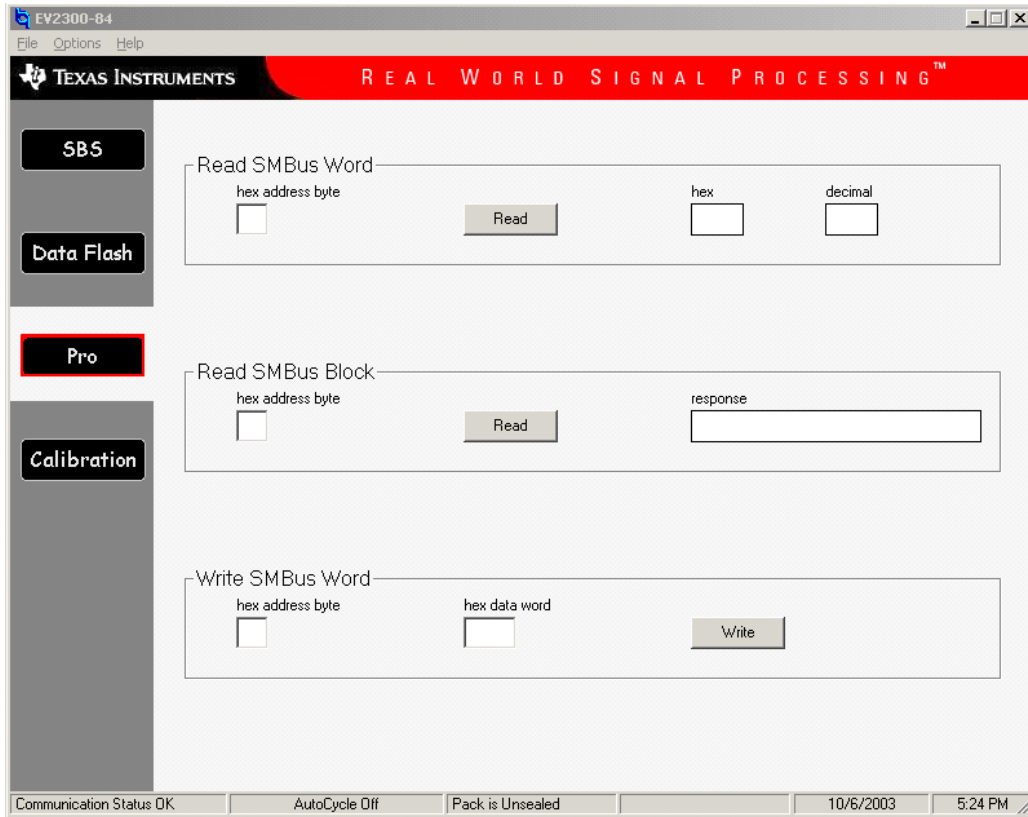 EV2300-84
File Options Help
TEXAS INSTRUMENTS REAL WORLD SIGNAL PROCESSING™
SBS
Data Flash
Pro
Calibration
Read SMBus Word
hex address byte hex decimal
Read
Read SMBus Block
hex address byte response
Read
Write SMBus Word
hex address byte hex data word
Write
Communication Status OK AutoCycle Off Pack is Unsealed 10/6/2003 5:24 PM